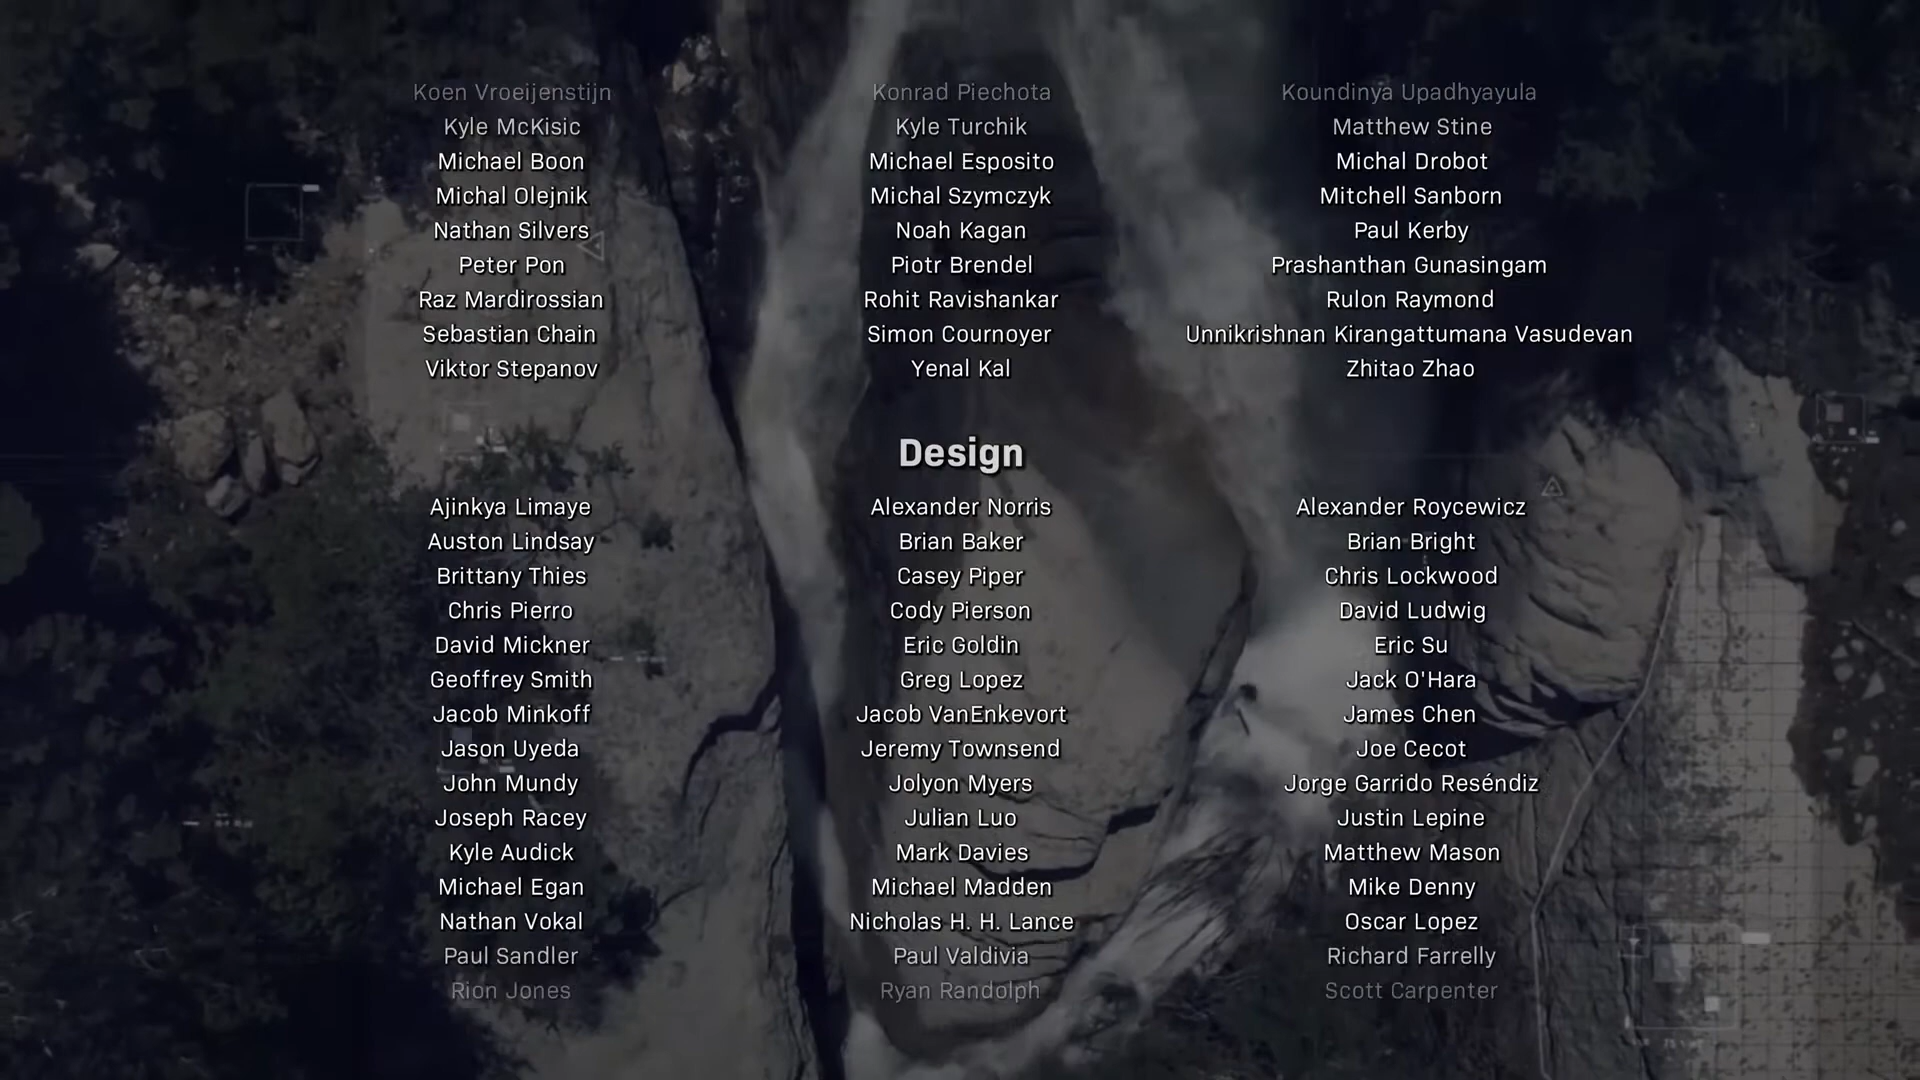 Koen Vroeijenstijn Konrad Piechota Koundinya Upadhyayula
Kyle McKisic Kyle Turchik Matthew Stine
Michael Boon Michael Esposito Michal Drobot
Michal Olejnik Michal Szymczyk Mitchell Sanborn
Nathan Silvers Noah Kagan Paul Kerby
Peter Pon Piotr Brendel Prashanthan Gunasingam
Raz Mardirossian Rohit Ravishankar Rulon Raymond
Sebastian Chain Simon Cournoyer Unnikrishnan Kirangattumana Vasudevan
Viktor Stepanov Yenal Kal Zhitao Zhao
Design
Ajinkya Limaye Alexander Norris Alexander Roycewicz
Auston Lindsay Brian Baker Brian Bright
Brittany Thies Casey Piper Chris Lockwood
Chris Pierro Cody Pierson David Ludwig
David Mickner Eric Goldin Eric Su
Geoffrey Smith Greg Lopez Jack O'Hara
Jacob Minkoff Jacob VanEnkevort James Chen
Jason Uyeda Jeremy Townsend Joe Cecot
John Mundy Jolyon Myers Jorge Garrido Reséndiz
Joseph Racey Julian Luo Justin Lepine
Kyle Audick Mark Davies Matthew Mason
Michael Egan Michael Madden Mike Denny
Nathan Vokal Nicholas H. H. Lance Oscar Lopez
Paul Sandler Paul Valdivia Richard Farrelly
Rion Jones Ryan Randolph Scott Carpenter